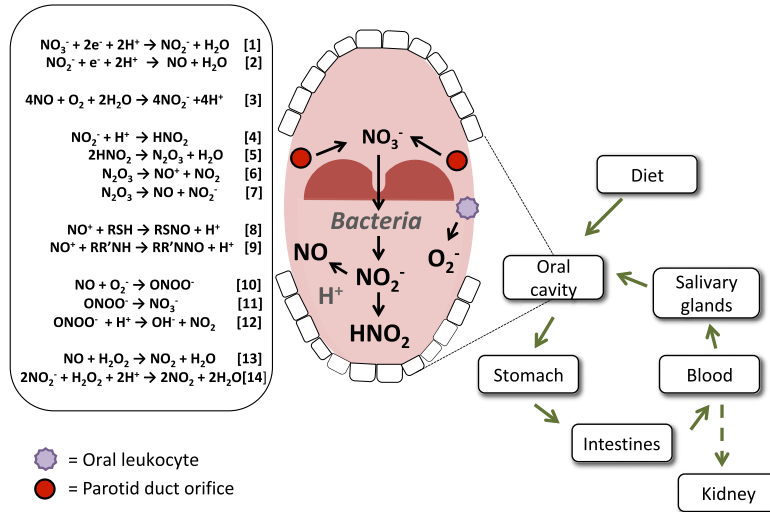 NO₃⁻ + 2e⁻ + 2H⁺ → NO₂⁻ + H₂O [1]
NO₂⁻ + e⁻ + 2H⁺ → NO + H₂O [2]
4NO + O₂ + 2H₂O → 4NO₂⁻ +4H⁺ [3]
NO₂⁻ + H⁺ → HNO₂ [4]
2HNO₂ → N₂O₃ + H₂O [5]
N₂O₃ → NO⁺ + NO₂ [6]
N₂O₃ → NO + NO₂⁻ [7]
NO⁺ + RSH → RSNO + H⁺ [8]
NO⁺ + RR'NH → RR'NNO + H⁺ [9]
NO + O₂⁻ → ONOO⁻ [10]
ONOO⁻ → NO₃⁻ [11]
ONOO⁻ + H⁺ → OH⁻ + NO₂ [12]
NO + H₂O₂ → NO₂ + H₂O [13]
2NO₂⁻ + H₂O₂ + 2H⁺ → 2NO₂ + 2H₂O[14]
= Oral leukocyte
= Parotid duct orifice
NO₃⁻
Bacteria
O₂⁻
NO
H⁺
NO₂⁻
HNO₂
Diet
Oral
cavity
Salivary
glands
Stomach
Blood
Intestines
Kidney